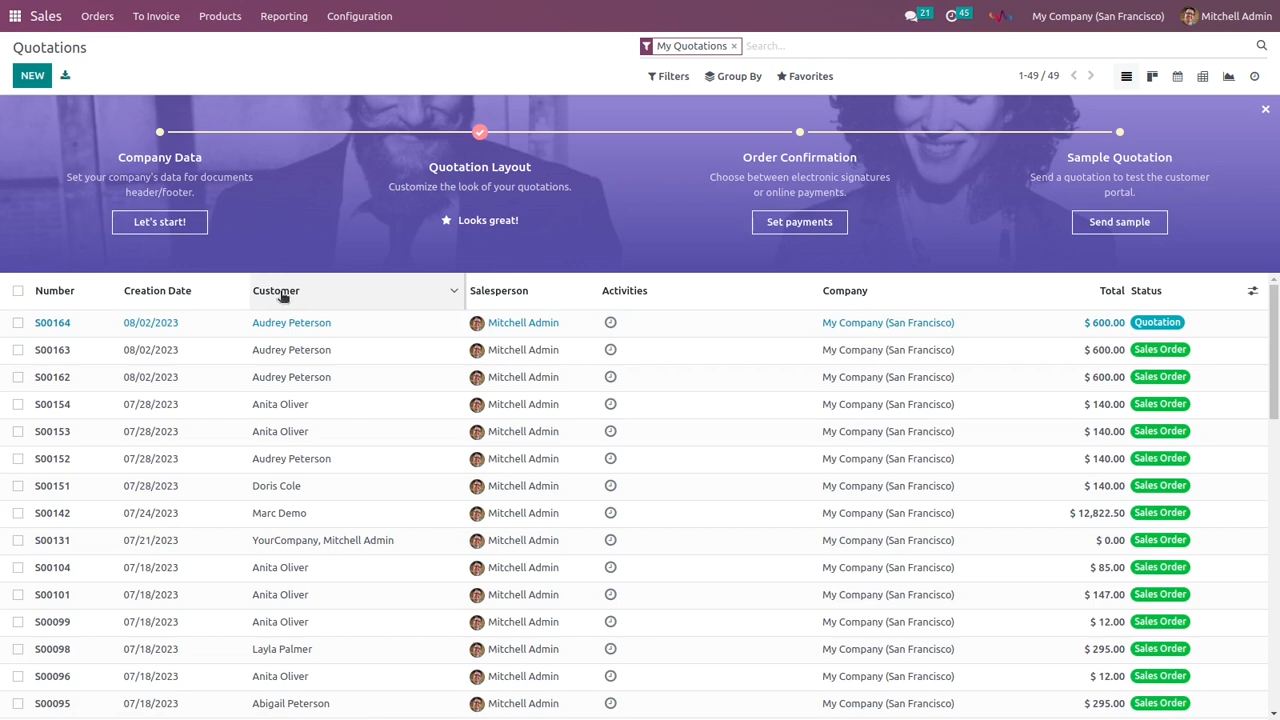 Sales Orders To Invoice Products Reporting Configuration 21 45 My Company (San Francisco) Mitchell Admin
Quotations
My Quotations × Search...
NEW
Filters Group By Favorites 1-49 / 49
Company Data
Set your company's data for documents
header/footer.
Let's start!
Quotation Layout
Customize the look of your quotations.
Looks great!
Order Confirmation
Choose between electronic signatures
or online payments.
Set payments
Sample Quotation
Send a quotation to test the customer
portal.
Send sample
Number Creation Date Customer Salesperson Activities Company Total Status
S00164 08/02/2023 Audrey Peterson Mitchell Admin My Company (San Francisco) $ 600.00 Quotation
S00163 08/02/2023 Audrey Peterson Mitchell Admin My Company (San Francisco) $ 600.00 Sales Order
S00162 08/02/2023 Audrey Peterson Mitchell Admin My Company (San Francisco) $ 600.00 Sales Order
S00154 07/28/2023 Anita Oliver Mitchell Admin My Company (San Francisco) $ 140.00 Sales Order
S00153 07/28/2023 Anita Oliver Mitchell Admin My Company (San Francisco) $ 140.00 Sales Order
S00152 07/28/2023 Audrey Peterson Mitchell Admin My Company (San Francisco) $ 140.00 Sales Order
S00151 07/28/2023 Doris Cole Mitchell Admin My Company (San Francisco) $ 140.00 Sales Order
S00142 07/24/2023 Marc Demo Mitchell Admin My Company (San Francisco) $ 12,822.50 Sales Order
S00131 07/21/2023 YourCompany, Mitchell Admin Mitchell Admin My Company (San Francisco) $ 0.00 Sales Order
S00104 07/18/2023 Anita Oliver Mitchell Admin My Company (San Francisco) $ 85.00 Sales Order
S00101 07/18/2023 Anita Oliver Mitchell Admin My Company (San Francisco) $ 147.00 Sales Order
S00099 07/18/2023 Anita Oliver Mitchell Admin My Company (San Francisco) $ 12.00 Sales Order
S00098 07/18/2023 Layla Palmer Mitchell Admin My Company (San Francisco) $ 295.00 Sales Order
S00096 07/18/2023 Anita Oliver Mitchell Admin My Company (San Francisco) $ 12.00 Sales Order
S00095 07/18/2023 Abigail Peterson Mitchell Admin My Company (San Francisco) $ 295.00 Sales Order